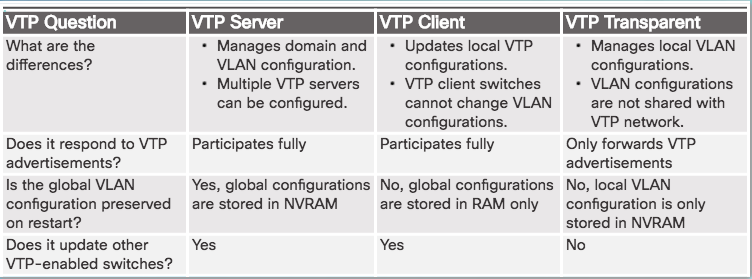 VTP Question VTP Server VTP Client VTP Transparent
What are the differences?
• Manages domain and VLAN configuration.
• Multiple VTP servers can be configured.
• Updates local VTP configurations.
• VTP client switches cannot change VLAN configurations.
• Manages local VLAN configurations.
• VLAN configurations are not shared with VTP network.
Does it respond to VTP advertisements?
Participates fully
Participates fully
Only forwards VTP advertisements
Is the global VLAN configuration preserved on restart?
Yes, global configurations are stored in NVRAM
No, global configurations are stored in RAM only
No, local VLAN configuration is only stored in NVRAM
Does it update other VTP-enabled switches?
Yes
Yes
No